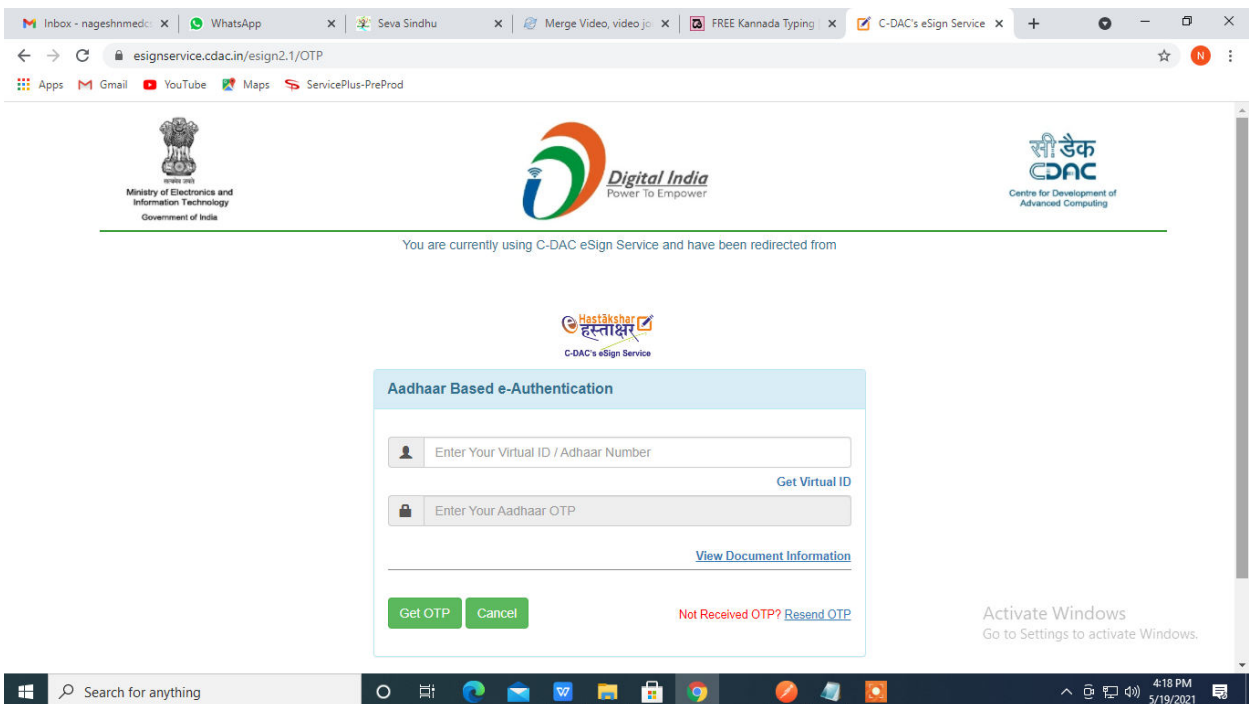 Inbox - nageshnmedc
WhatsApp
Seva Sindhu
Merge Video, video jo
FREE Kannada Typing
C-DAC's eSign Service
esignservice.cdac.in/esign2.1/OTP
N
Apps
Gmail
YouTube
Maps
ServicePlus-PreProd
सत्यमेव जयते
Ministry of Electronics and
Information Technology
Government of India
Digital India
Power To Empower
सी डैक
CDAC
Centre for Development of
Advanced Computing
You are currently using C-DAC eSign Service and have been redirected from
e Hastākshar
हस्ताक्षर
C-DAC's eSign Service
Aadhaar Based e-Authentication
Enter Your Virtual ID / Adhaar Number
Get Virtual ID
Enter Your Aadhaar OTP
View Document Information
Get OTP
Cancel
Not Received OTP? Resend OTP
Activate Windows
Go to Settings to activate Windows.
Search for anything
4:18 PM
5/19/2021